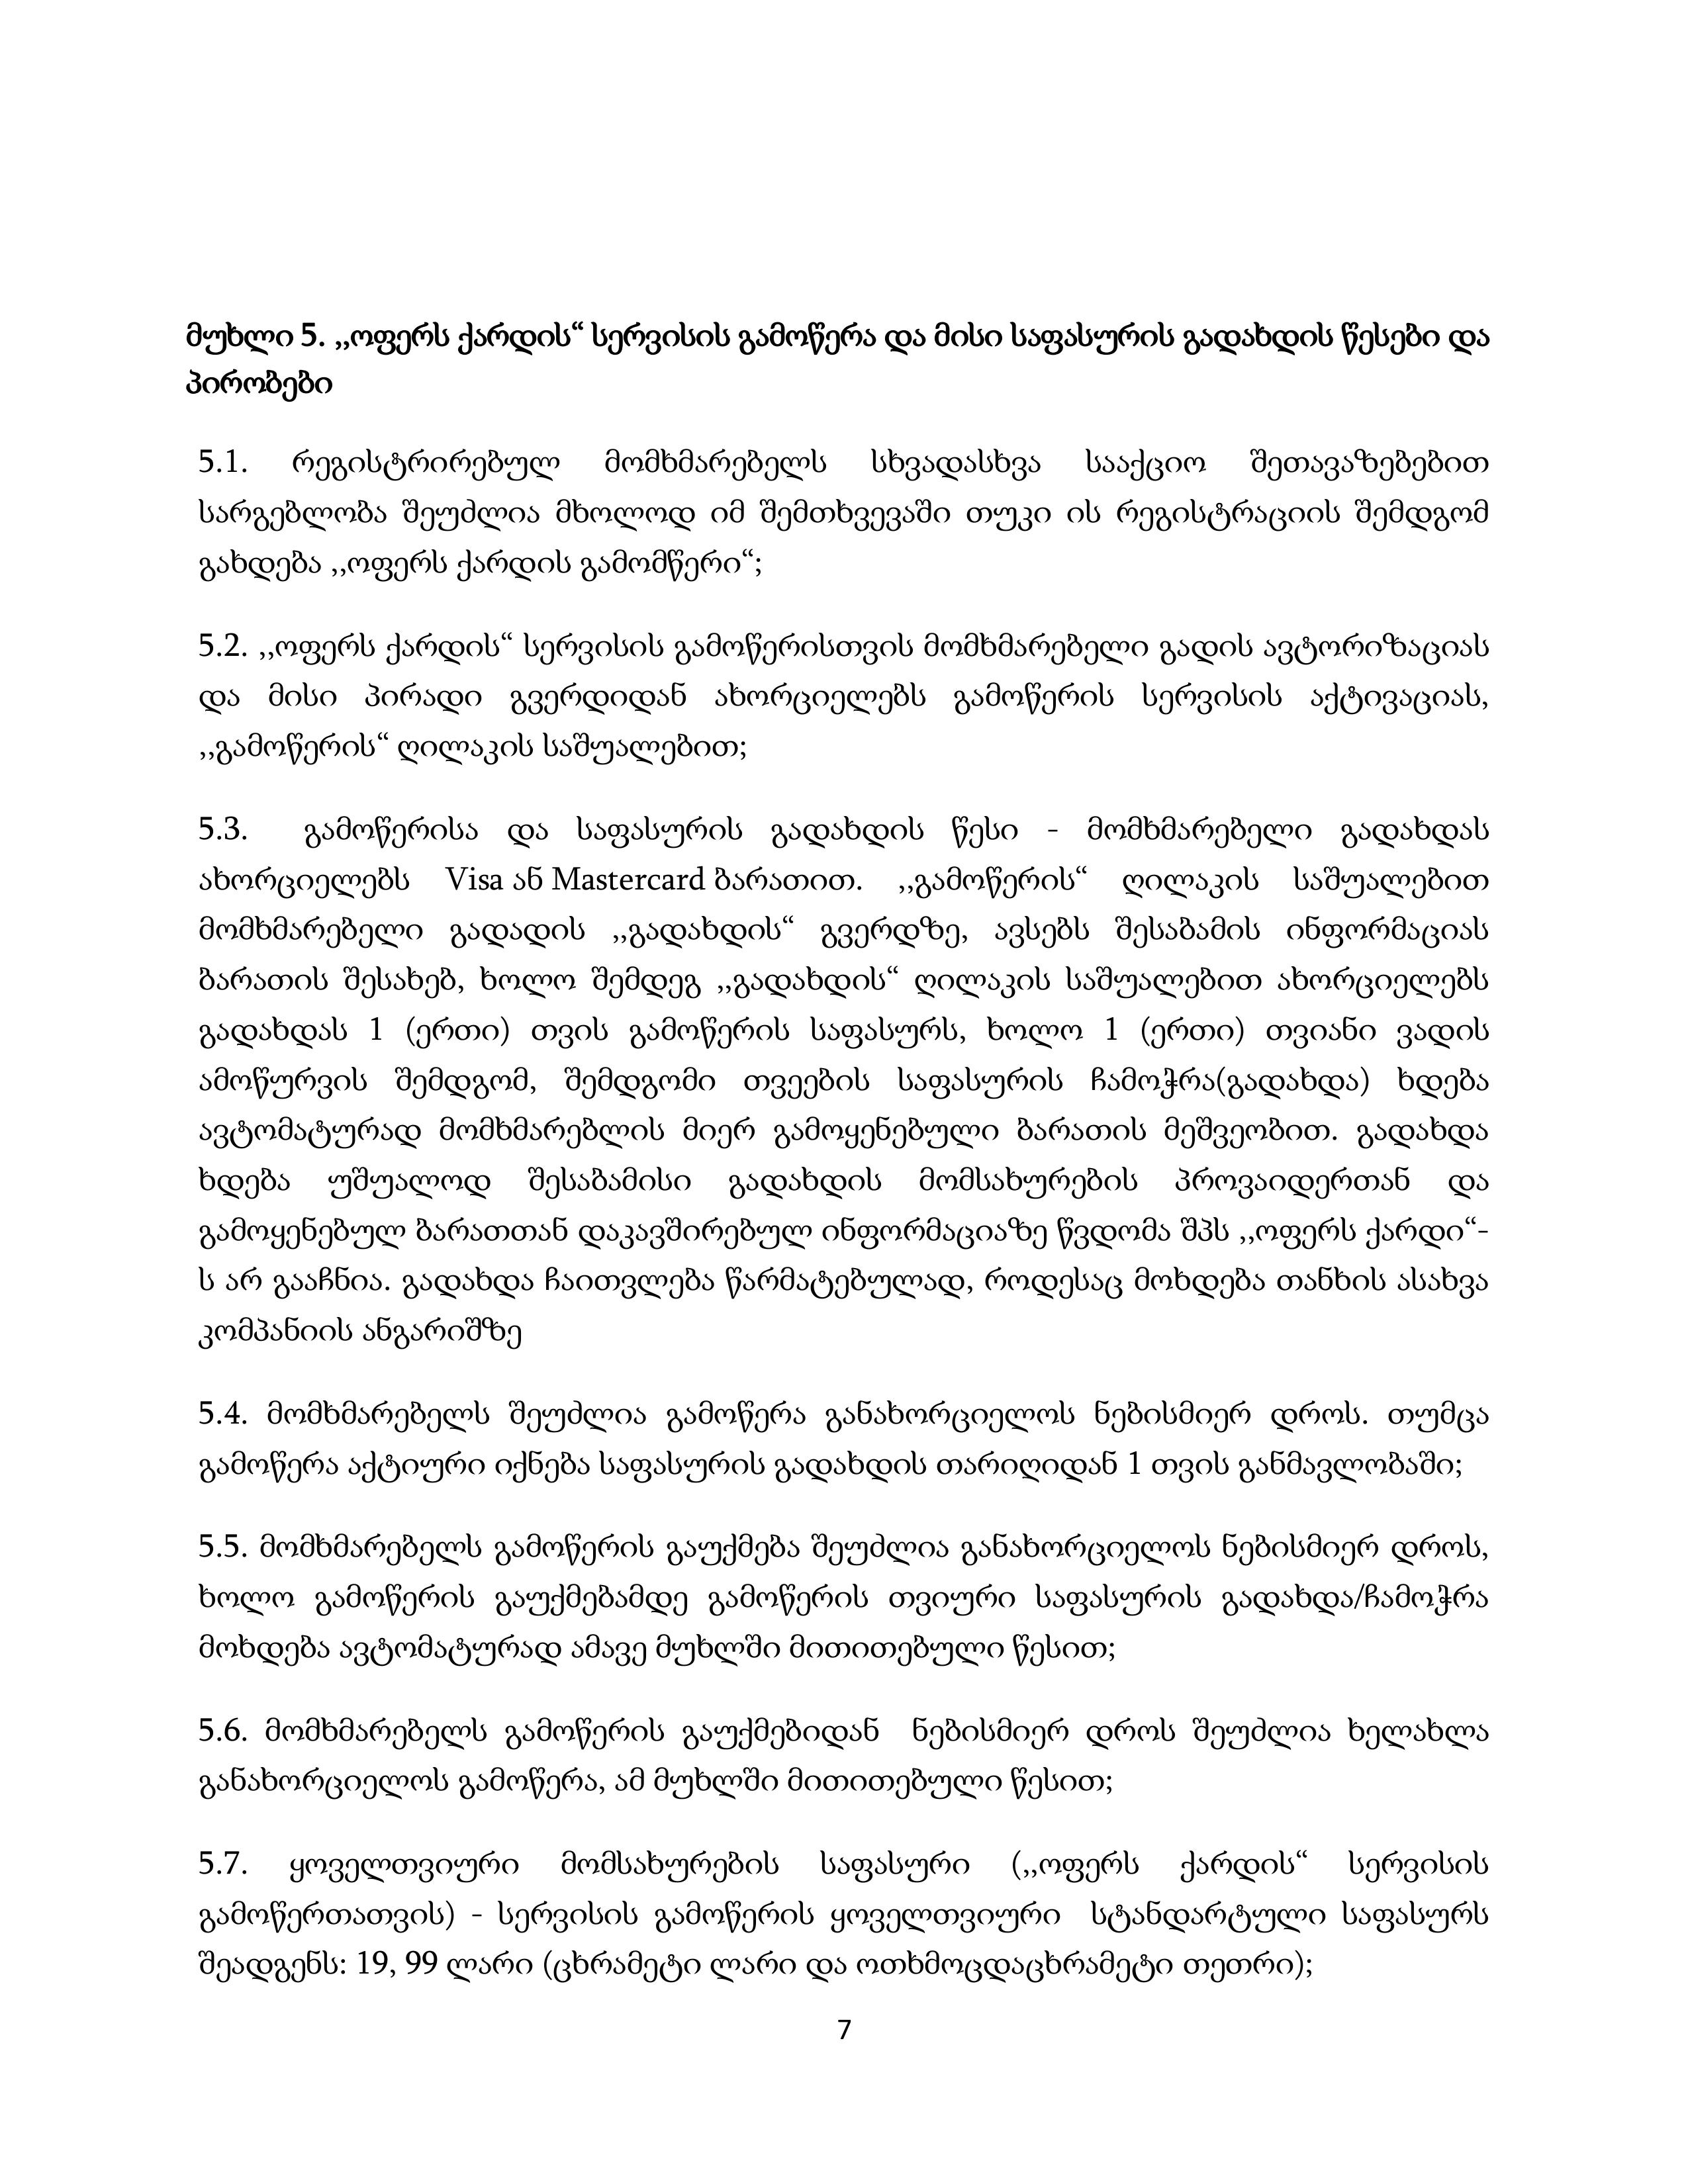 მუხლი 5. ,,ოფერს ქარდის“ სერვისის გამოწერა და მისი საფასურის გადახდის წესები და
პირობები
5.1. რეგისტრირებულ მომხმარებელს სხვადასხვა სააქციო შეთავაზებებით
სარგებლობა შეუძლია მხოლოდ იმ შემთხვევაში თუკი ის რეგისტრაციის შემდგომ
გახდება ,,ოფერს ქარდის გამომწერი“;
5.2. ,,ოფერს ქარდის“ სერვისის გამოწერისთვის მომხმარებელი გადის ავტორიზაციას
და მისი პირადი გვერდიდან ახორციელებს გამოწერის სერვისის აქტივაციას,
,,გამოწერის“ ღილაკის საშუალებით;
5.3. გამოწერისა და საფასურის გადახდის წესი - მომხმარებელი გადახდას
ახორციელებს Visa ან Mastercard ბარათით. ,,გამოწერის“ ღილაკის საშუალებით
მომხმარებელი გადადის ,,გადახდის“ გვერდზე, ავსებს შესაბამის ინფორმაციას
ბარათის შესახებ, ხოლო შემდეგ ,,გადახდის“ ღილაკის საშუალებით ახორციელებს
გადახდას 1 (ერთი) თვის გამოწერის საფასურს, ხოლო 1 (ერთი) თვიანი ვადის
ამოწურვის შემდგომ, შემდგომი თვეების საფასურის ჩამოჭრა(გადახდა) ხდება
ავტომატურად მომხმარებლის მიერ გამოყენებული ბარათის მეშვეობით. გადახდა
ხდება უშუალოდ შესაბამისი გადახდის მომსახურების პროვაიდერთან და
გამოყენებულ ბარათთან დაკავშირებულ ინფორმაციაზე წვდომა შპს ,,ოფერს ქარდი“-
ს არ გააჩნია. გადახდა ჩაითვლება წარმატებულად, როდესაც მოხდება თანხის ასახვა
კომპანიის ანგარიშზე
5.4. მომხმარებელს შეუძლია გამოწერა განახორციელოს ნებისმიერ დროს. თუმცა
გამოწერა აქტიური იქნება საფასურის გადახდის თარიღიდან 1 თვის განმავლობაში;
5.5. მომხმარებელს გამოწერის გაუქმება შეუძლია განახორციელოს ნებისმიერ დროს,
ხოლო გამოწერის გაუქმებამდე გამოწერის თვიური საფასურის გადახდა/ჩამოჭრა
მოხდება ავტომატურად ამავე მუხლში მითითებული წესით;
5.6. მომხმარებელს გამოწერის გაუქმებიდან ნებისმიერ დროს შეუძლია ხელახლა
განახორციელოს გამოწერა, ამ მუხლში მითითებული წესით;
5.7. ყოველთვიური მომსახურების საფასური (,,ოფერს ქარდის“ სერვისის
გამოწერთათვის) - სერვისის გამოწერის ყოველთვიური სტანდარტული საფასურს
შეადგენს: 19, 99 ლარი (ცხრამეტი ლარი და ოთხმოცდაცხრამეტი თეთრი);
7